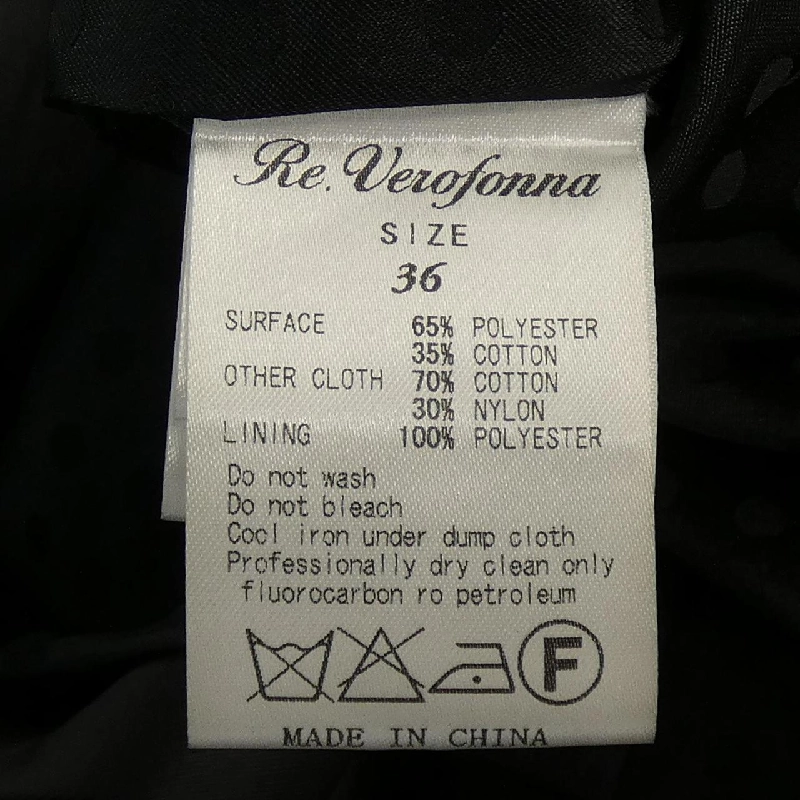 Re. Verofonna
SIZE
36
SURFACE 65% POLYESTER
35% COTTON
OTHER CLOTH 70% COTTON
30% NYLON
LINING 100% POLYESTER
Do not wash
Do not bleach
Cool iron under dump cloth
Professionally dry clean only
fluorocarbon ro petroleum
F
MADE IN CHINA